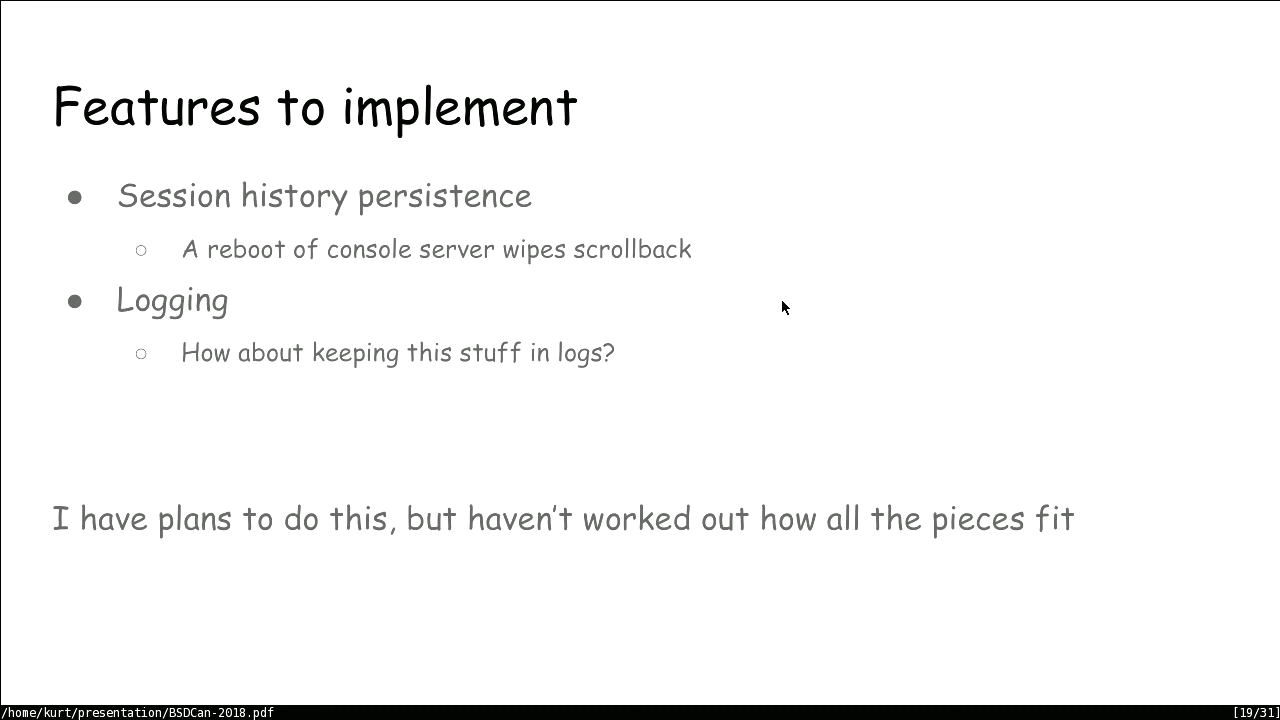 Features to implement
● Session history persistence
○ A reboot of console server wipes scrollback
● Logging
○ How about keeping this stuff in logs?
I have plans to do this, but haven’t worked out how all the pieces fit
/home/kurt/presentation/BSDCan-2018.pdf [19/31]